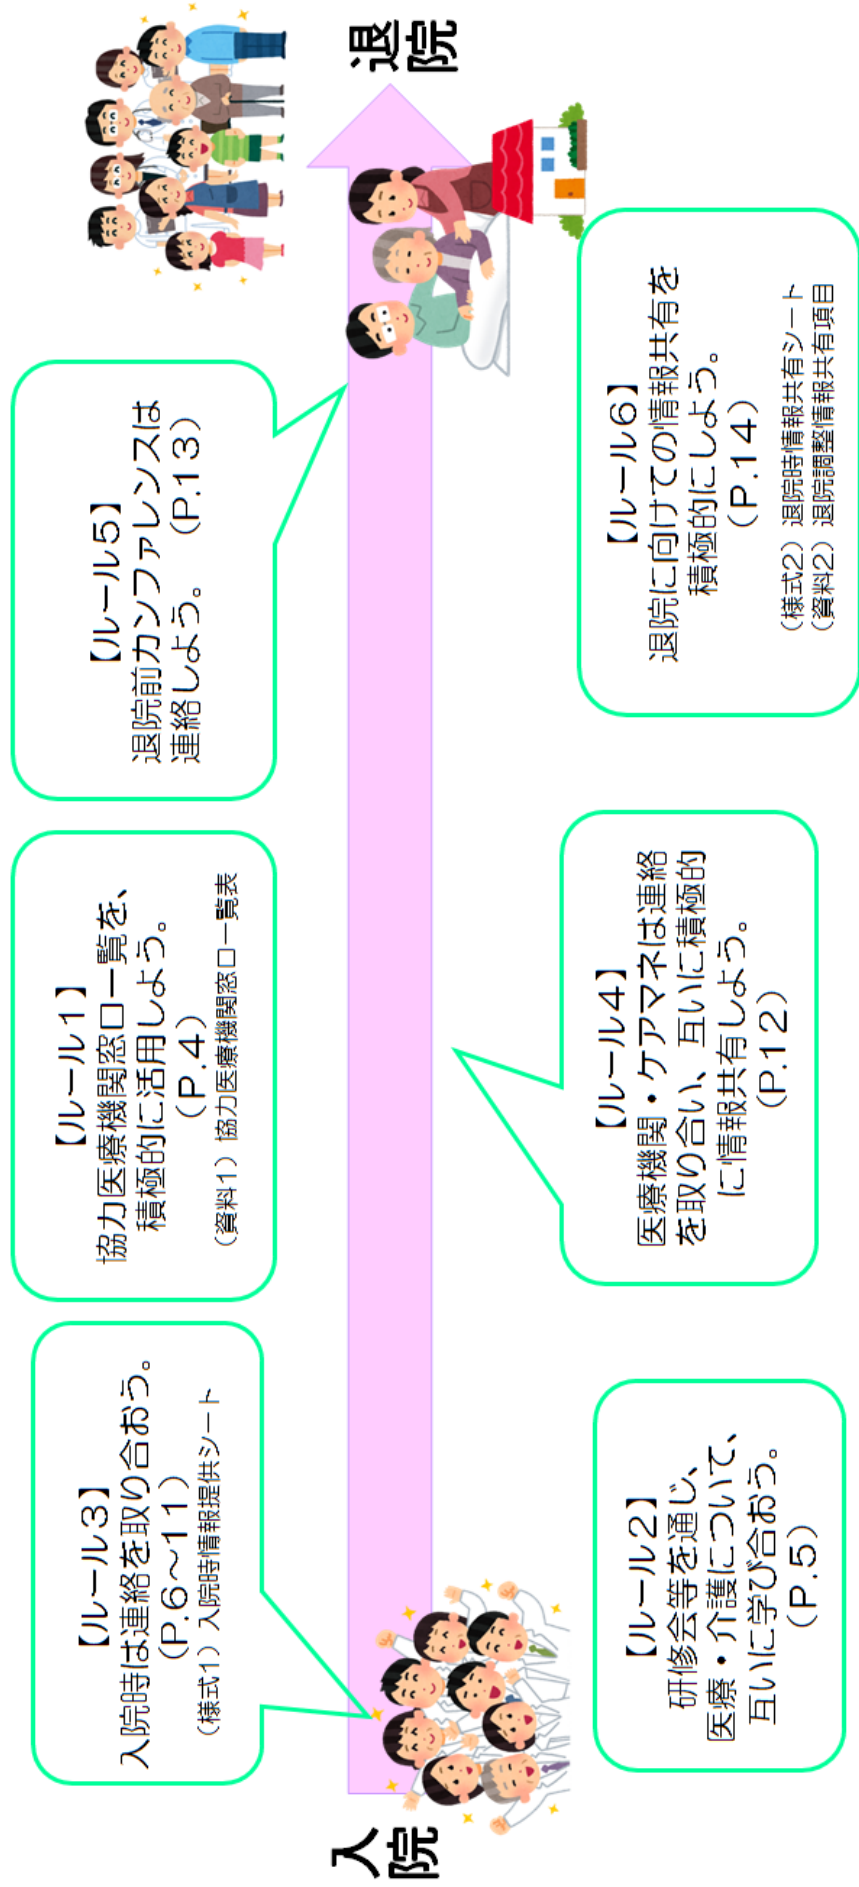 【ルール3】
入院時は連絡を取り合おう。
(P.6~11)
(様式1)入院時情報提供シート
【ルール1】
協力医療機関窓口一覧を、
積極的に活用しよう。
(P.4)
(資料1)協力医療機関窓口一覧表
【ルール5】
退院前カンファレンスは
連絡しよう。 (P.13)
入院
退院
【ルール2】
研修会等を通じ、
医療・介護について、
互いに学び合おう。
(P.5)
【ルール4】
医療機関・ケアマネは連絡
を取り合い、互いに積極的
に情報共有しよう。
(P.12)
【ルール6】
退院に向けての情報共有を
積極的にしよう。
(P.14)
(様式2)退院時情報共有シート
(資料2)退院調整情報共有項目